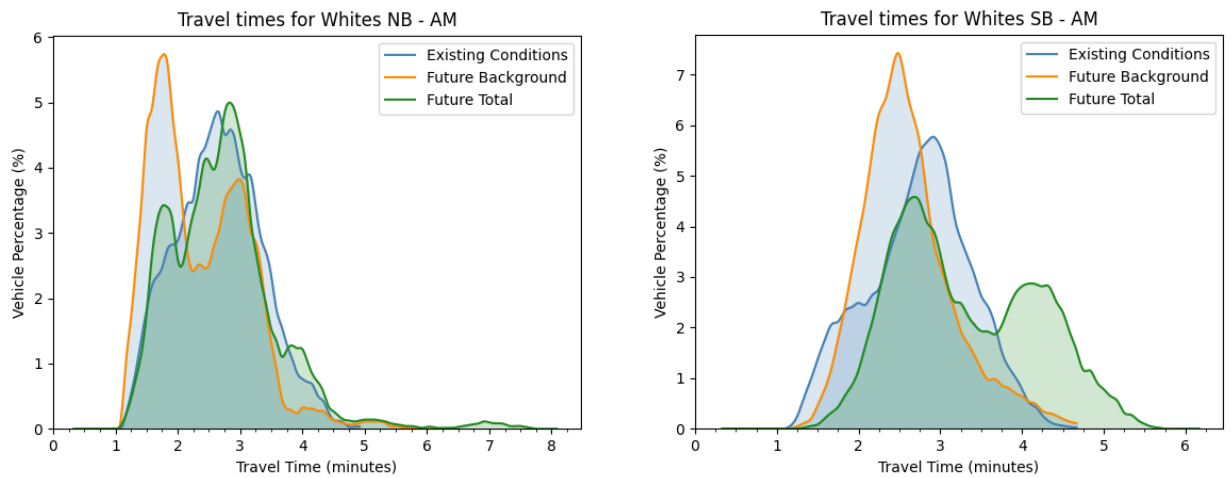 Travel times for Whites NB - AM
Vehicle Percentage (%)
6
5
4
3
2
1
0
Existing Conditions
Future Background
Future Total
0 1 2 3 4 5 6 7 8
Travel Time (minutes)
Travel times for Whites SB - AM
Vehicle Percentage (%)
7
6
5
4
3
2
1
0
Existing Conditions
Future Background
Future Total
0 1 2 3 4 5 6
Travel Time (minutes)